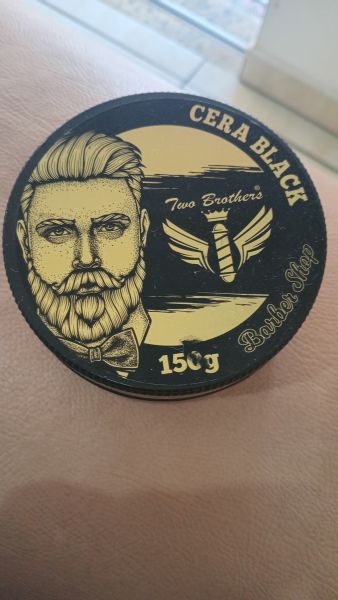 CERA BLACK
Two Brothers®
Barber Shop
150g